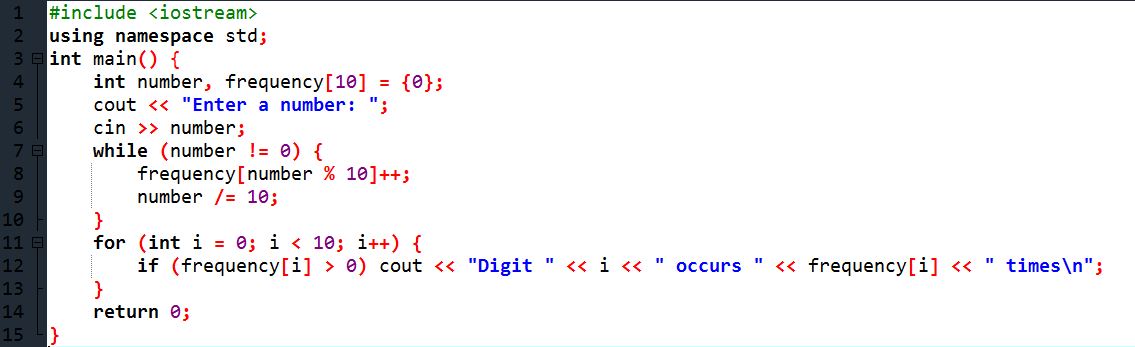 1 #include <iostream>
2 using namespace std;
3 int main() {
4     int number, frequency[10] = {0};
5     cout << "Enter a number: ";
6     cin >> number;
7     while (number != 0) {
8         frequency[number % 10]++;
9         number /= 10;
10     }
11     for (int i = 0; i < 10; i++) {
12         if (frequency[i] > 0) cout << "Digit " << i << " occurs " << frequency[i] << " times\n";
13     }
14     return 0;
15 }